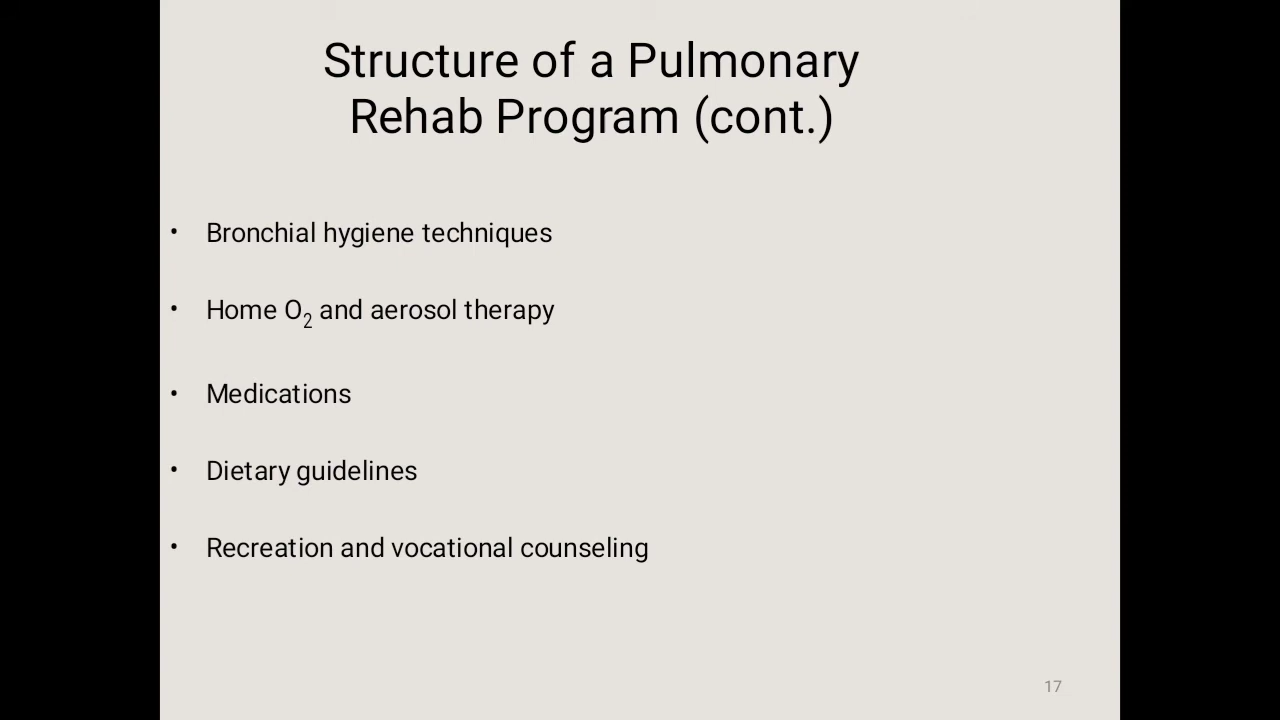 Structure of a Pulmonary
Rehab Program (cont.)
• Bronchial hygiene techniques
• Home O₂ and aerosol therapy
• Medications
• Dietary guidelines
• Recreation and vocational counseling
17